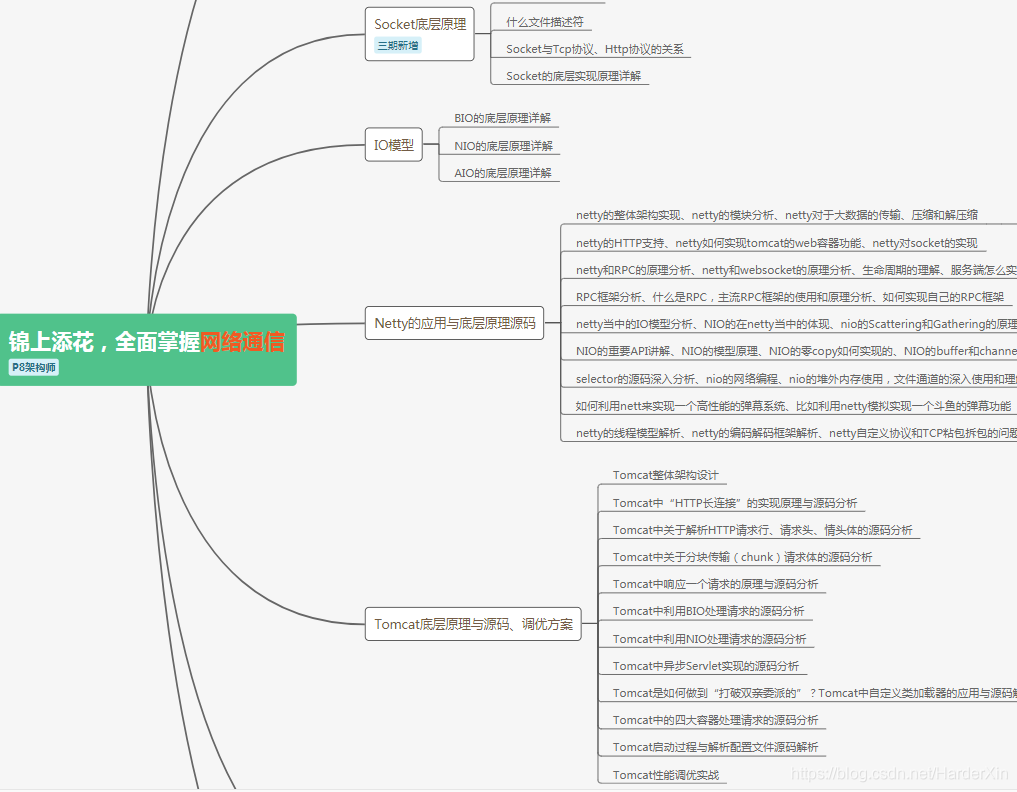 Socket底层原理
三期新增
什么文件描述符
Socket与Tcp协议、Http协议的关系
Socket的底层实现原理详解
IO模型
BIO的底层原理详解
NIO的底层原理详解
AIO的底层原理详解
锦上添花，全面掌握网络通信
P8架构师
Netty的应用与底层原理源码
netty的整体架构实现、netty的模块分析、netty对于大数据的传输、压缩和解压缩
netty的HTTP支持、netty如何实现tomcat的web容器功能、netty对socket的实现
netty和RPC的原理分析、netty和websocket的原理分析、生命周期的理解、服务端怎么实
RPC框架分析、什么是RPC，主流RPC框架的使用和原理分析、如何实现自己的RPC框架
netty当中的IO模型分析、NIO的在netty当中的体现、nio的Scattering和Gathering的原理
NIO的重要API讲解、NIO的模型原理、NIO的零copy如何实现的、NIO的buffer和channe
selector的源码深入分析、nio的网络编程、nio的堆外内存使用，文件通道的深入使用和理
如何利用nett来实现一个高性能的弹幕系统、比如利用netty模拟实现一个斗鱼的弹幕功能
netty的线程模型解析、netty的编码解码框架解析、netty自定义协议和TCP粘包拆包的问题
Tomcat底层原理与源码、调优方案
Tomcat整体架构设计
Tomcat中“HTTP长连接”的实现原理与源码分析
Tomcat中关于解析HTTP请求行、请求头、情头体的源码分析
Tomcat中关于分块传输（chunk）请求体的源码分析
Tomcat中响应一个请求的原理与源码分析
Tomcat中利用BIO处理请求的源码分析
Tomcat中利用NIO处理请求的源码分析
Tomcat中异步Servlet实现的源码分析
Tomcat是如何做到“打破双亲委派的”？Tomcat中自定义类加载器的应用与源码
Tomcat中的四大容器处理请求的源码分析
Tomcat启动过程与解析配置文件源码解析
Tomcat性能调优实战
https://blog.csdn.net/HarderXin